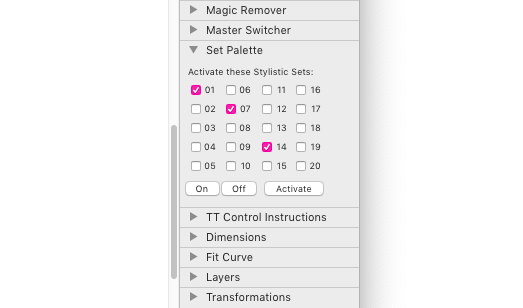 Magic Remover
Master Switcher
Set Palette
Activate these Stylistic Sets:
01 06 11 16
02 07 12 17
03 08 13 18
04 09 14 19
05 10 15 20
On Off Activate
TT Control Instructions
Dimensions
Fit Curve
Layers
Transformations